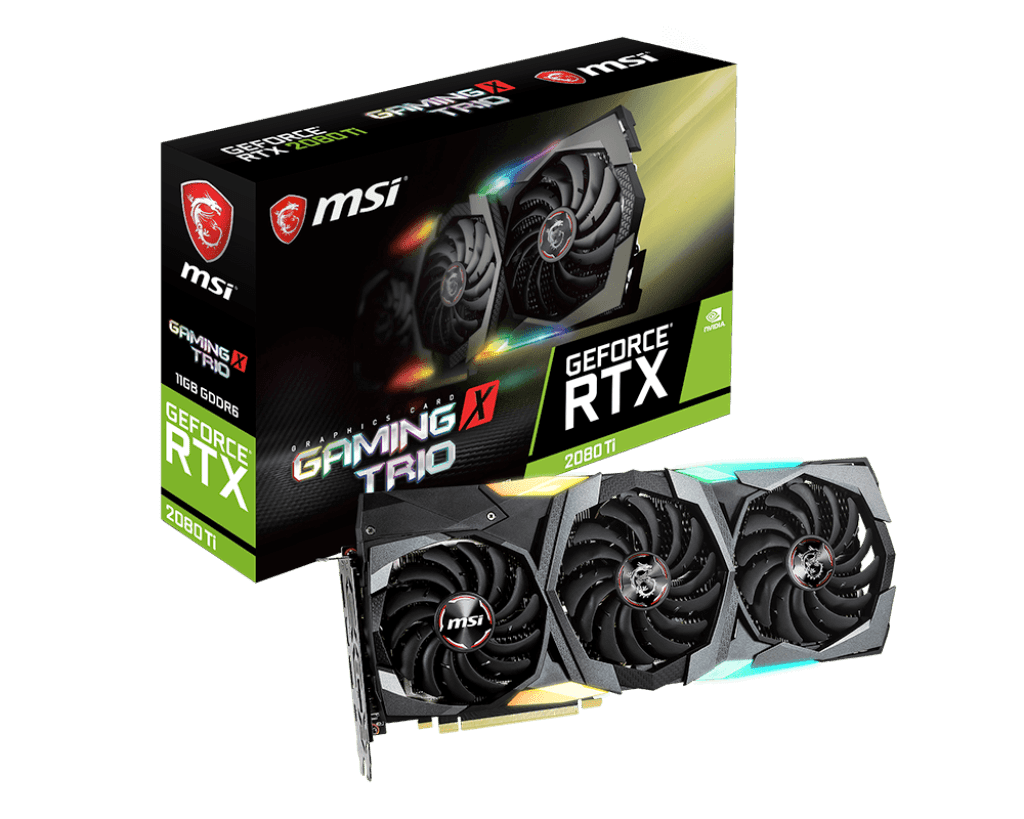 GEFORCE
RTX 2080 Ti
GAMING X
TRIO
msi
msi
GAMING X
TRIO
11GB GDDR6
GEFORCE
RTX
2080 Ti
msi
GRAPHICS CARD
GAMING X
TRIO
GEFORCE
RTX
2080 Ti
NVIDIA
msi